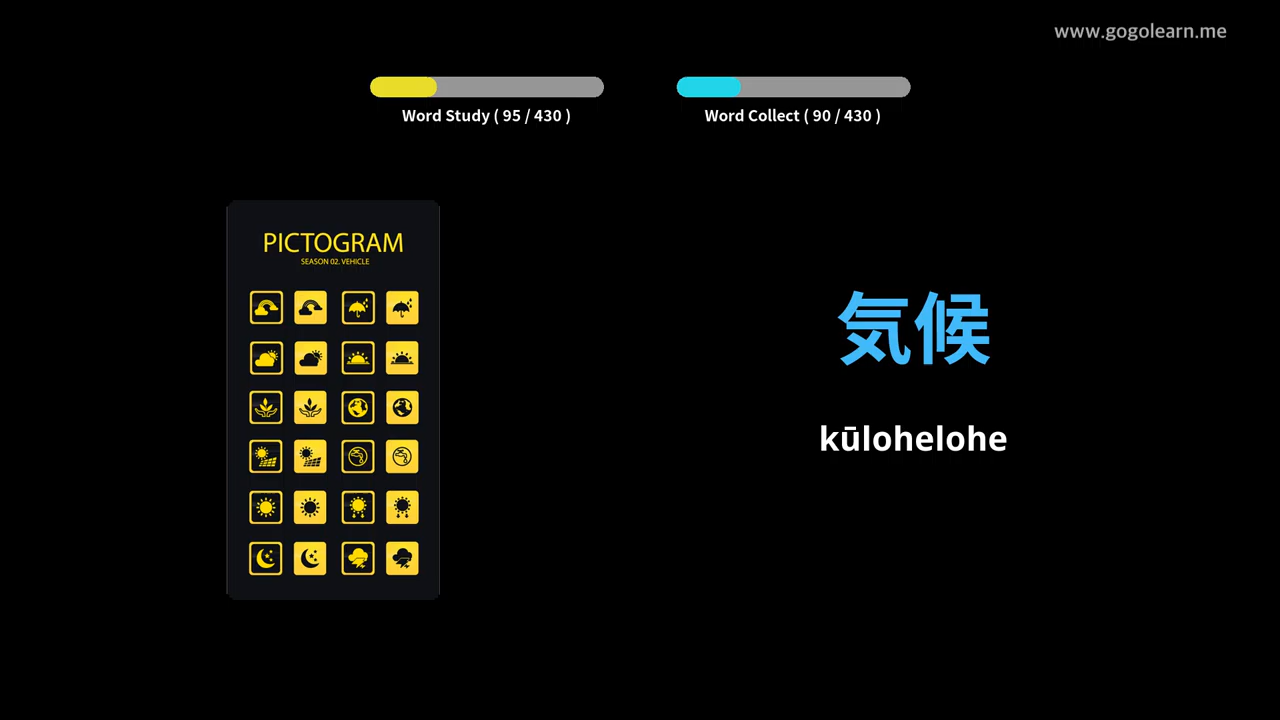 www.gogolearn.me
Word Study ( 95 / 430 )
Word Collect ( 90 / 430 )
PICTOGRAM
SEASON 02. VEHICLE
気候
kūlohelohe